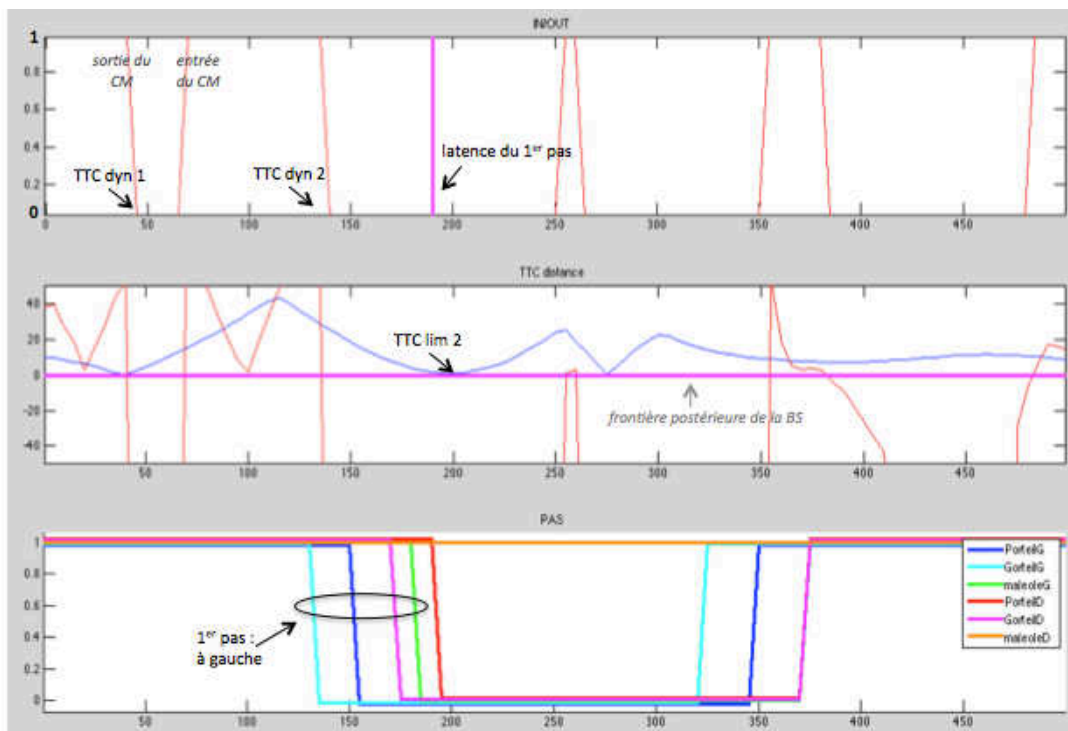 IN/OUT
1
0.8
0.6
0.4
0.2
0
sortie du
CM
entrée
du CM
TTC dyn 1
TTC dyn 2
latence du 1er pas
0 50 100 150 200 250 300 350 400 450
TTC distance
40
20
0
-20
-40
TTC lim 2
frontière postérieure de la BS
50 100 150 200 250 300 350 400 450
PAS
1
0.8
0.6
0.4
0.2
0
1er pas :
à gauche
PorteilG
GorteilG
maleoleG
PorteilD
GorteilD
maleoleD
50 100 150 200 250 300 350 400 450